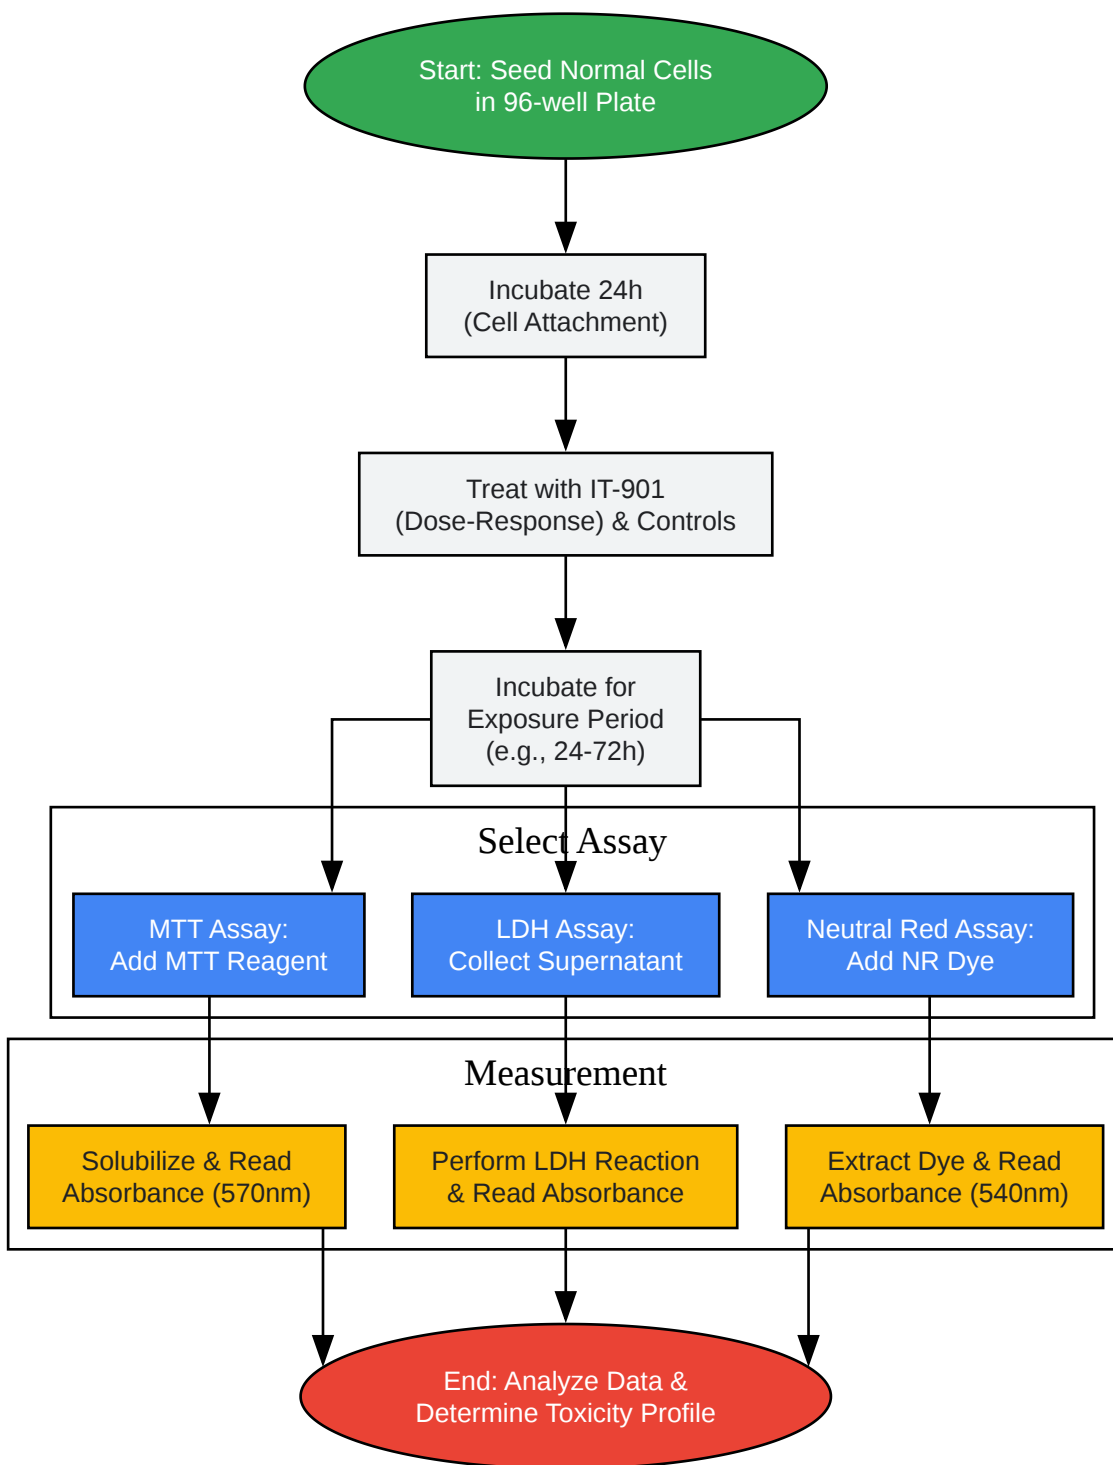 Start: Seed Normal Cells
in 96-well Plate
Incubate 24h
(Cell Attachment)
Treat with IT-901
(Dose-Response) & Controls
Incubate for
Exposure Period
(e.g., 24-72h)
Select Assay
MTT Assay:
Add MTT Reagent
LDH Assay:
Collect Supernatant
Neutral Red Assay:
Add NR Dye
Measurement
Solubilize & Read
Absorbance (570nm)
Perform LDH Reaction
& Read Absorbance
Extract Dye & Read
Absorbance (540nm)
End: Analyze Data &
Determine Toxicity Profile